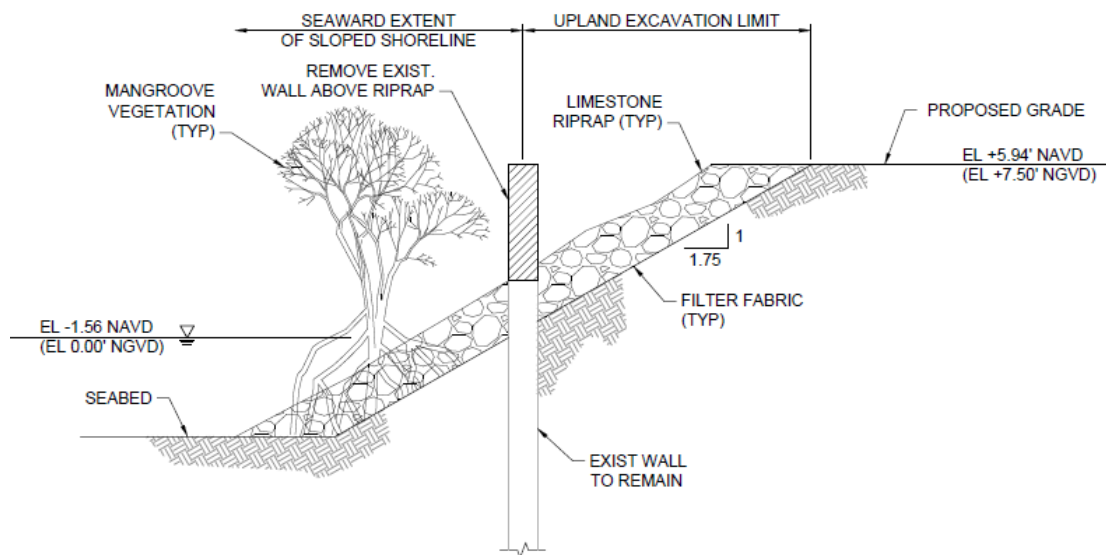 SEAWARD EXTENT
OF SLOPED SHORELINE
UPLAND EXCAVATION LIMIT
REMOVE EXIST.
WALL ABOVE RIPRAP
MANGROOVE
VEGETATION
(TYP)
LIMESTONE
RIPRAP (TYP)
PROPOSED GRADE
EL +5.94' NAVD
(EL +7.50' NGVD)
1
1.75
FILTER FABRIC
(TYP)
EL -1.56 NAVD
(EL 0.00' NGVD)
SEABED
EXIST WALL
TO REMAIN